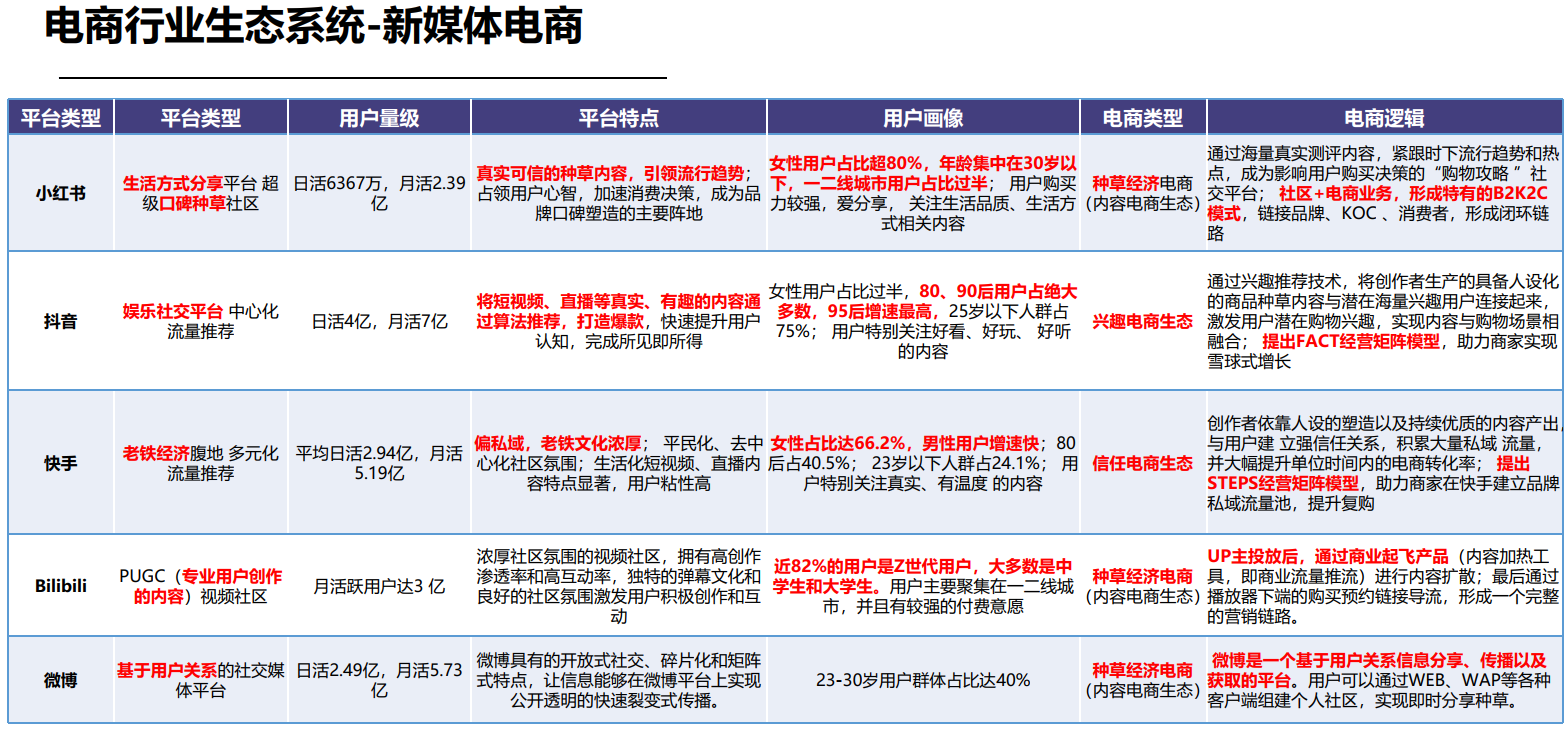 电商行业生态系统-新媒体电商
平台类型
平台类型
用户量级
平台特点
用户画像
电商类型
电商逻辑
小红书
生活方式分享平台 超
级口碑种草社区
日活6367万，月活2.39
亿
真实可信的种草内容，引领流行趋势；
占领用户心智，加速消费决策，成为品
牌口碑塑造的主要阵地
女性用户占比超80%，年龄集中在30岁以
下，一二线城市用户占比过半； 用户购买
力较强，爱分享， 关注生活品质、生活方
式相关内容
种草经济电商
（内容电商生态）
通过海量真实测评内容，紧跟时下流行趋势和热
点，成为影响用户购买决策的“购物攻略 ”社
交平台； 社区+电商业务，形成特有的B2K2C
模式，链接品牌、KOC 、消费者，形成闭环链
路
抖音
娱乐社交平台 中心化
流量推荐
日活4亿，月活7亿
将短视频、直播等真实、有趣的内容通
过算法推荐，打造爆款，快速提升用户
认知，完成所见即所得
女性用户占比过半，80、90后用户占绝大
多数，95后增速最高，25岁以下人群占
75%； 用户特别关注好看、好玩、 好听
的内容
兴趣电商生态
通过兴趣推荐技术，将创作者生产的具备人设化
的商品种草内容与潜在海量兴趣用户连接起来，
激发用户潜在购物兴趣，实现内容与购物场景相
融合； 提出FACT经营矩阵模型，助力商家实现
雪球式增长
快手
老铁经济腹地 多元化
流量推荐
平均日活2.94亿，月活
5.19亿
偏私域，老铁文化浓厚； 平民化、去中
心化社区氛围；生活化短视频、直播内
容特点显著，用户粘性高
女性占比达66.2%，男性用户增速快；80
后占40.5%； 23岁以下人群占24.1%； 用
户特别关注真实、有温度 的内容
信任电商生态
创作者依靠人设的塑造以及持续优质的内容产出，
与用户建 立强信任关系，积累大量私域 流量，
并大幅提升单位时间内的电商转化率； 提出
STEPS经营矩阵模型，助力商家在快手建立品牌
私域流量池，提升复购
Bilibili
PUGC（专业用户创作
的内容）视频社区
月活跃用户达3 亿
浓厚社区氛围的视频社区，拥有高创作
渗透率和高互动率，独特的弹幕文化和
良好的社区氛围激发用户积极创作和互
动
近82%的用户是Z世代用户，大多数是中
学生和大学生。用户主要聚集在一二线城
市，并且有较强的付费意愿
种草经济电商
（内容电商生态）
UP主投放后，通过商业起飞产品（内容加热工
具，即商业流量推流）进行内容扩散；最后通过
播放器下端的购买预约链接导流，形成一个完整
的营销链路。
微博
基于用户关系的社交媒
体平台
日活2.49亿，月活5.73
亿
微博具有的开放式社交、碎片化和矩阵
式特点，让信息能够在微博平台上实现
公开透明的快速裂变式传播。
23-30岁用户群体占比达40%
种草经济电商
（内容电商生态）
微博是一个基于用户关系信息分享、传播以及
获取的平台。用户可以通过WEB、WAP等各种
客户端组建个人社区，实现即时分享种草。